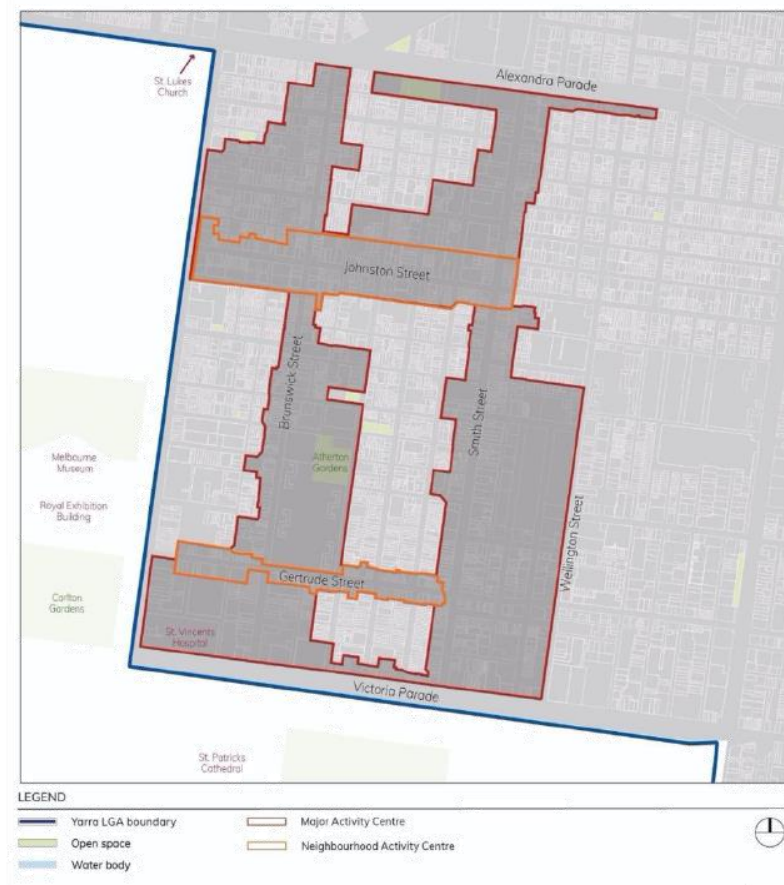 Alexandra Parade
St. Lukes
Church
Johnston Street
Brunswick Street
Smith Street
Melbourne
Museum
Atherton
Gardens
Royal Exhibition
Building
Wellington Street
Gertrude Street
Carlton
Gardens
St. Vincents
Hospital
Victoria Parade
St. Patricks
Cathedral
LEGEND
Yarra LGA boundary
Major Activity Centre
Open space
Neighbourhood Activity Centre
Water body